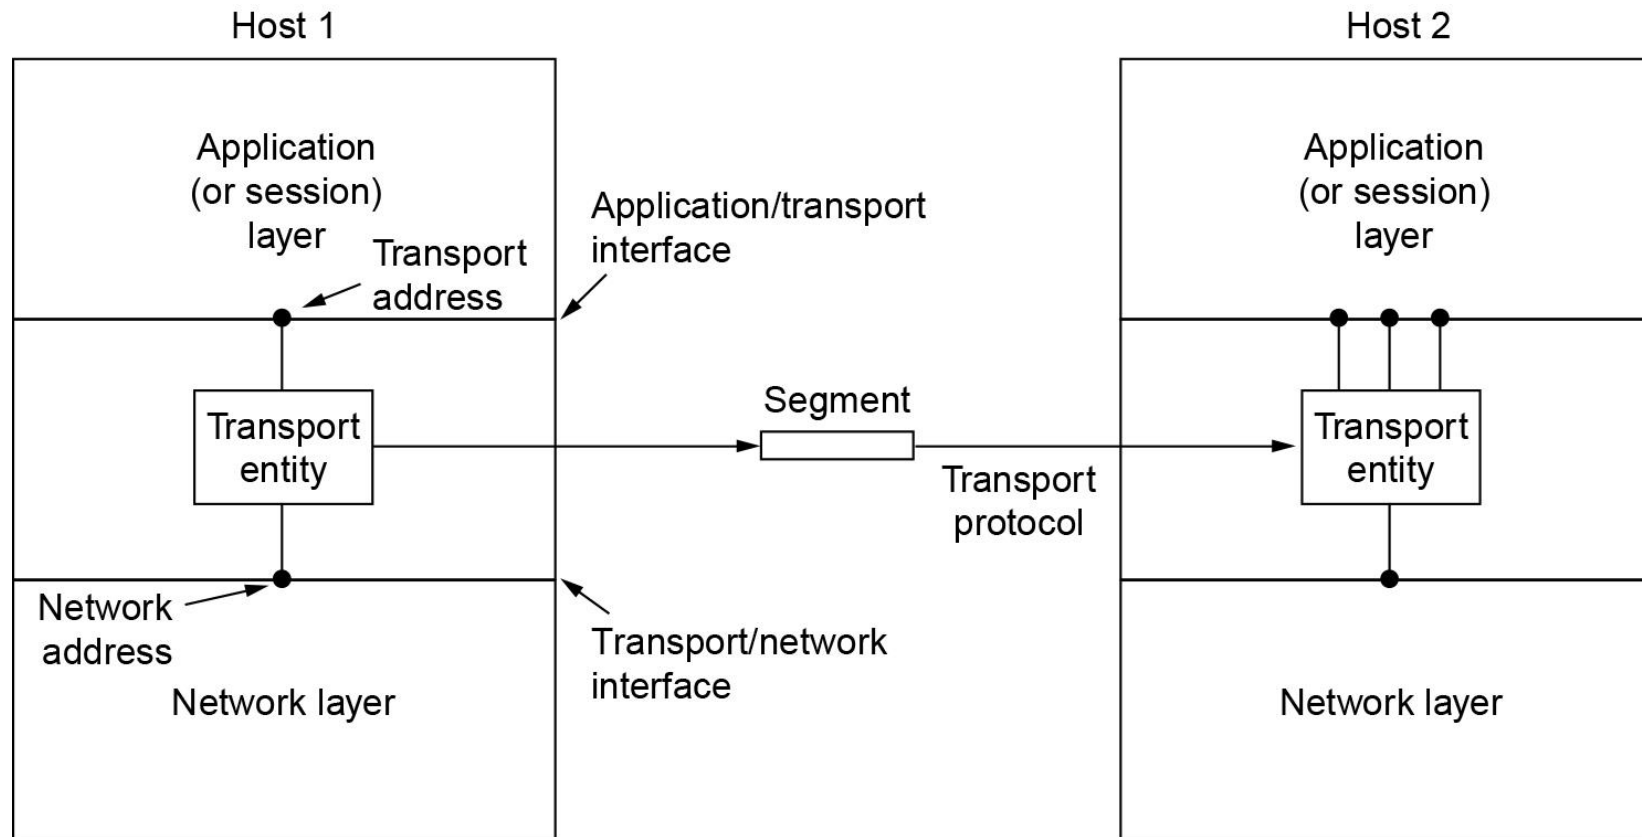 Host 1
Host 2
Application
(or session)
layer
Transport
address
Application/transport
interface
Application
(or session)
layer
Transport
entity
Segment
Transport
protocol
Transport
entity
Network
address
Network layer
Transport/network
interface
Network layer